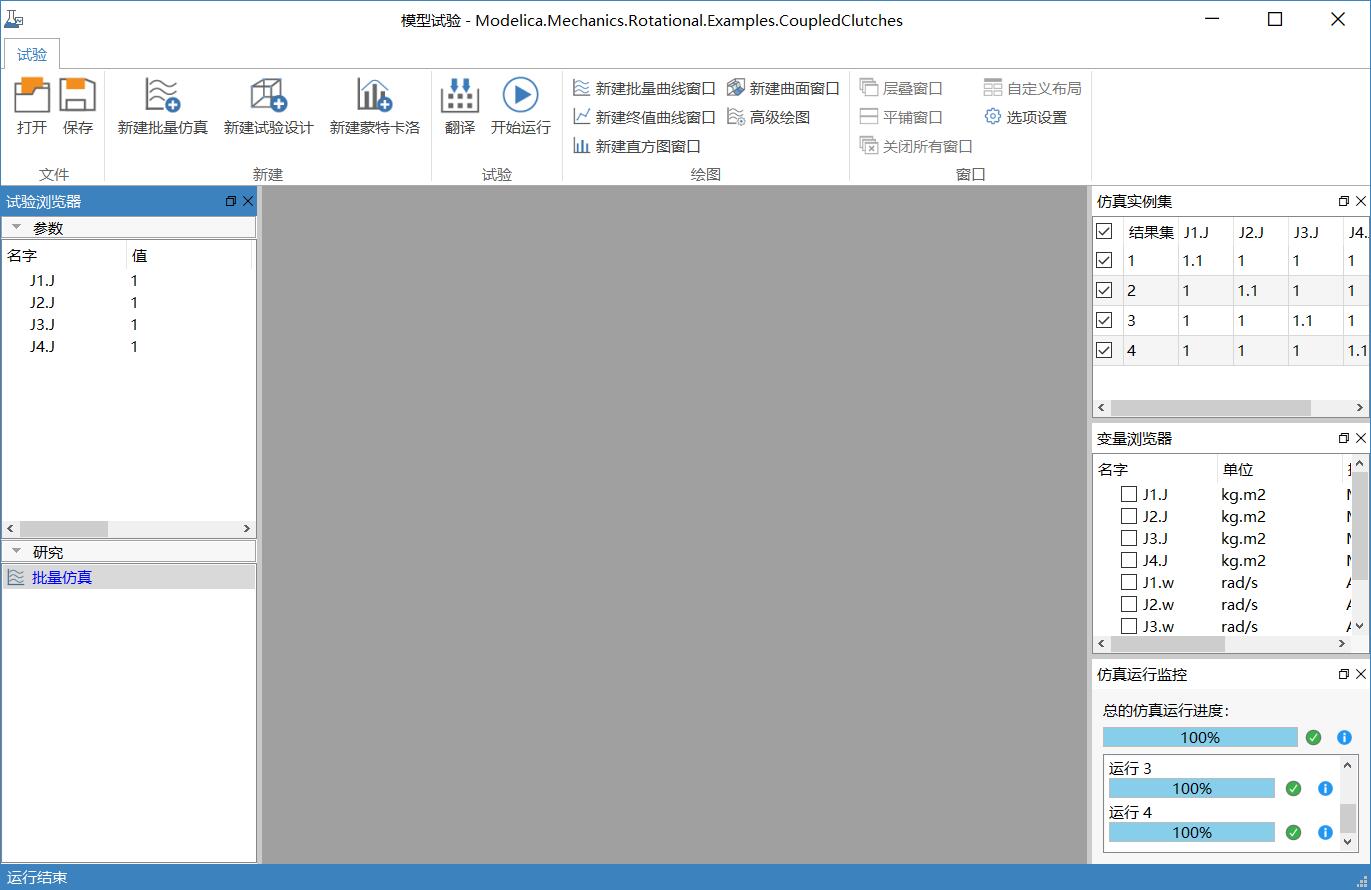 模型试验 - Modelica.Mechanics.Rotational.Examples.CoupledClutches
试验
打开 保存 新建批量仿真 新建试验设计 新建蒙特卡洛 翻译 开始运行
新建批量曲线窗口 新建曲面窗口
新建终值曲线窗口 高级绘图
新建直方图窗口
层叠窗口 自定义布局
平铺窗口 选项设置
关闭所有窗口
文件 新建 试验 绘图 窗口
试验浏览器
参数
名字 值
J1.J 1
J2.J 1
J3.J 1
J4.J 1
研究
批量仿真
仿真实例集
结果集 J1.J J2.J J3.J J4.
1 1.1 1 1 1
2 1 1.1 1 1
3 1 1 1.1 1
4 1 1 1 1.1
变量浏览器
名字 单位
J1.J kg.m2
J2.J kg.m2
J3.J kg.m2
J4.J kg.m2
J1.w rad/s
J2.w rad/s
J3.w rad/s
仿真运行监控
总的仿真运行进度:
100%
运行 3
100%
运行 4
100%
运行结束